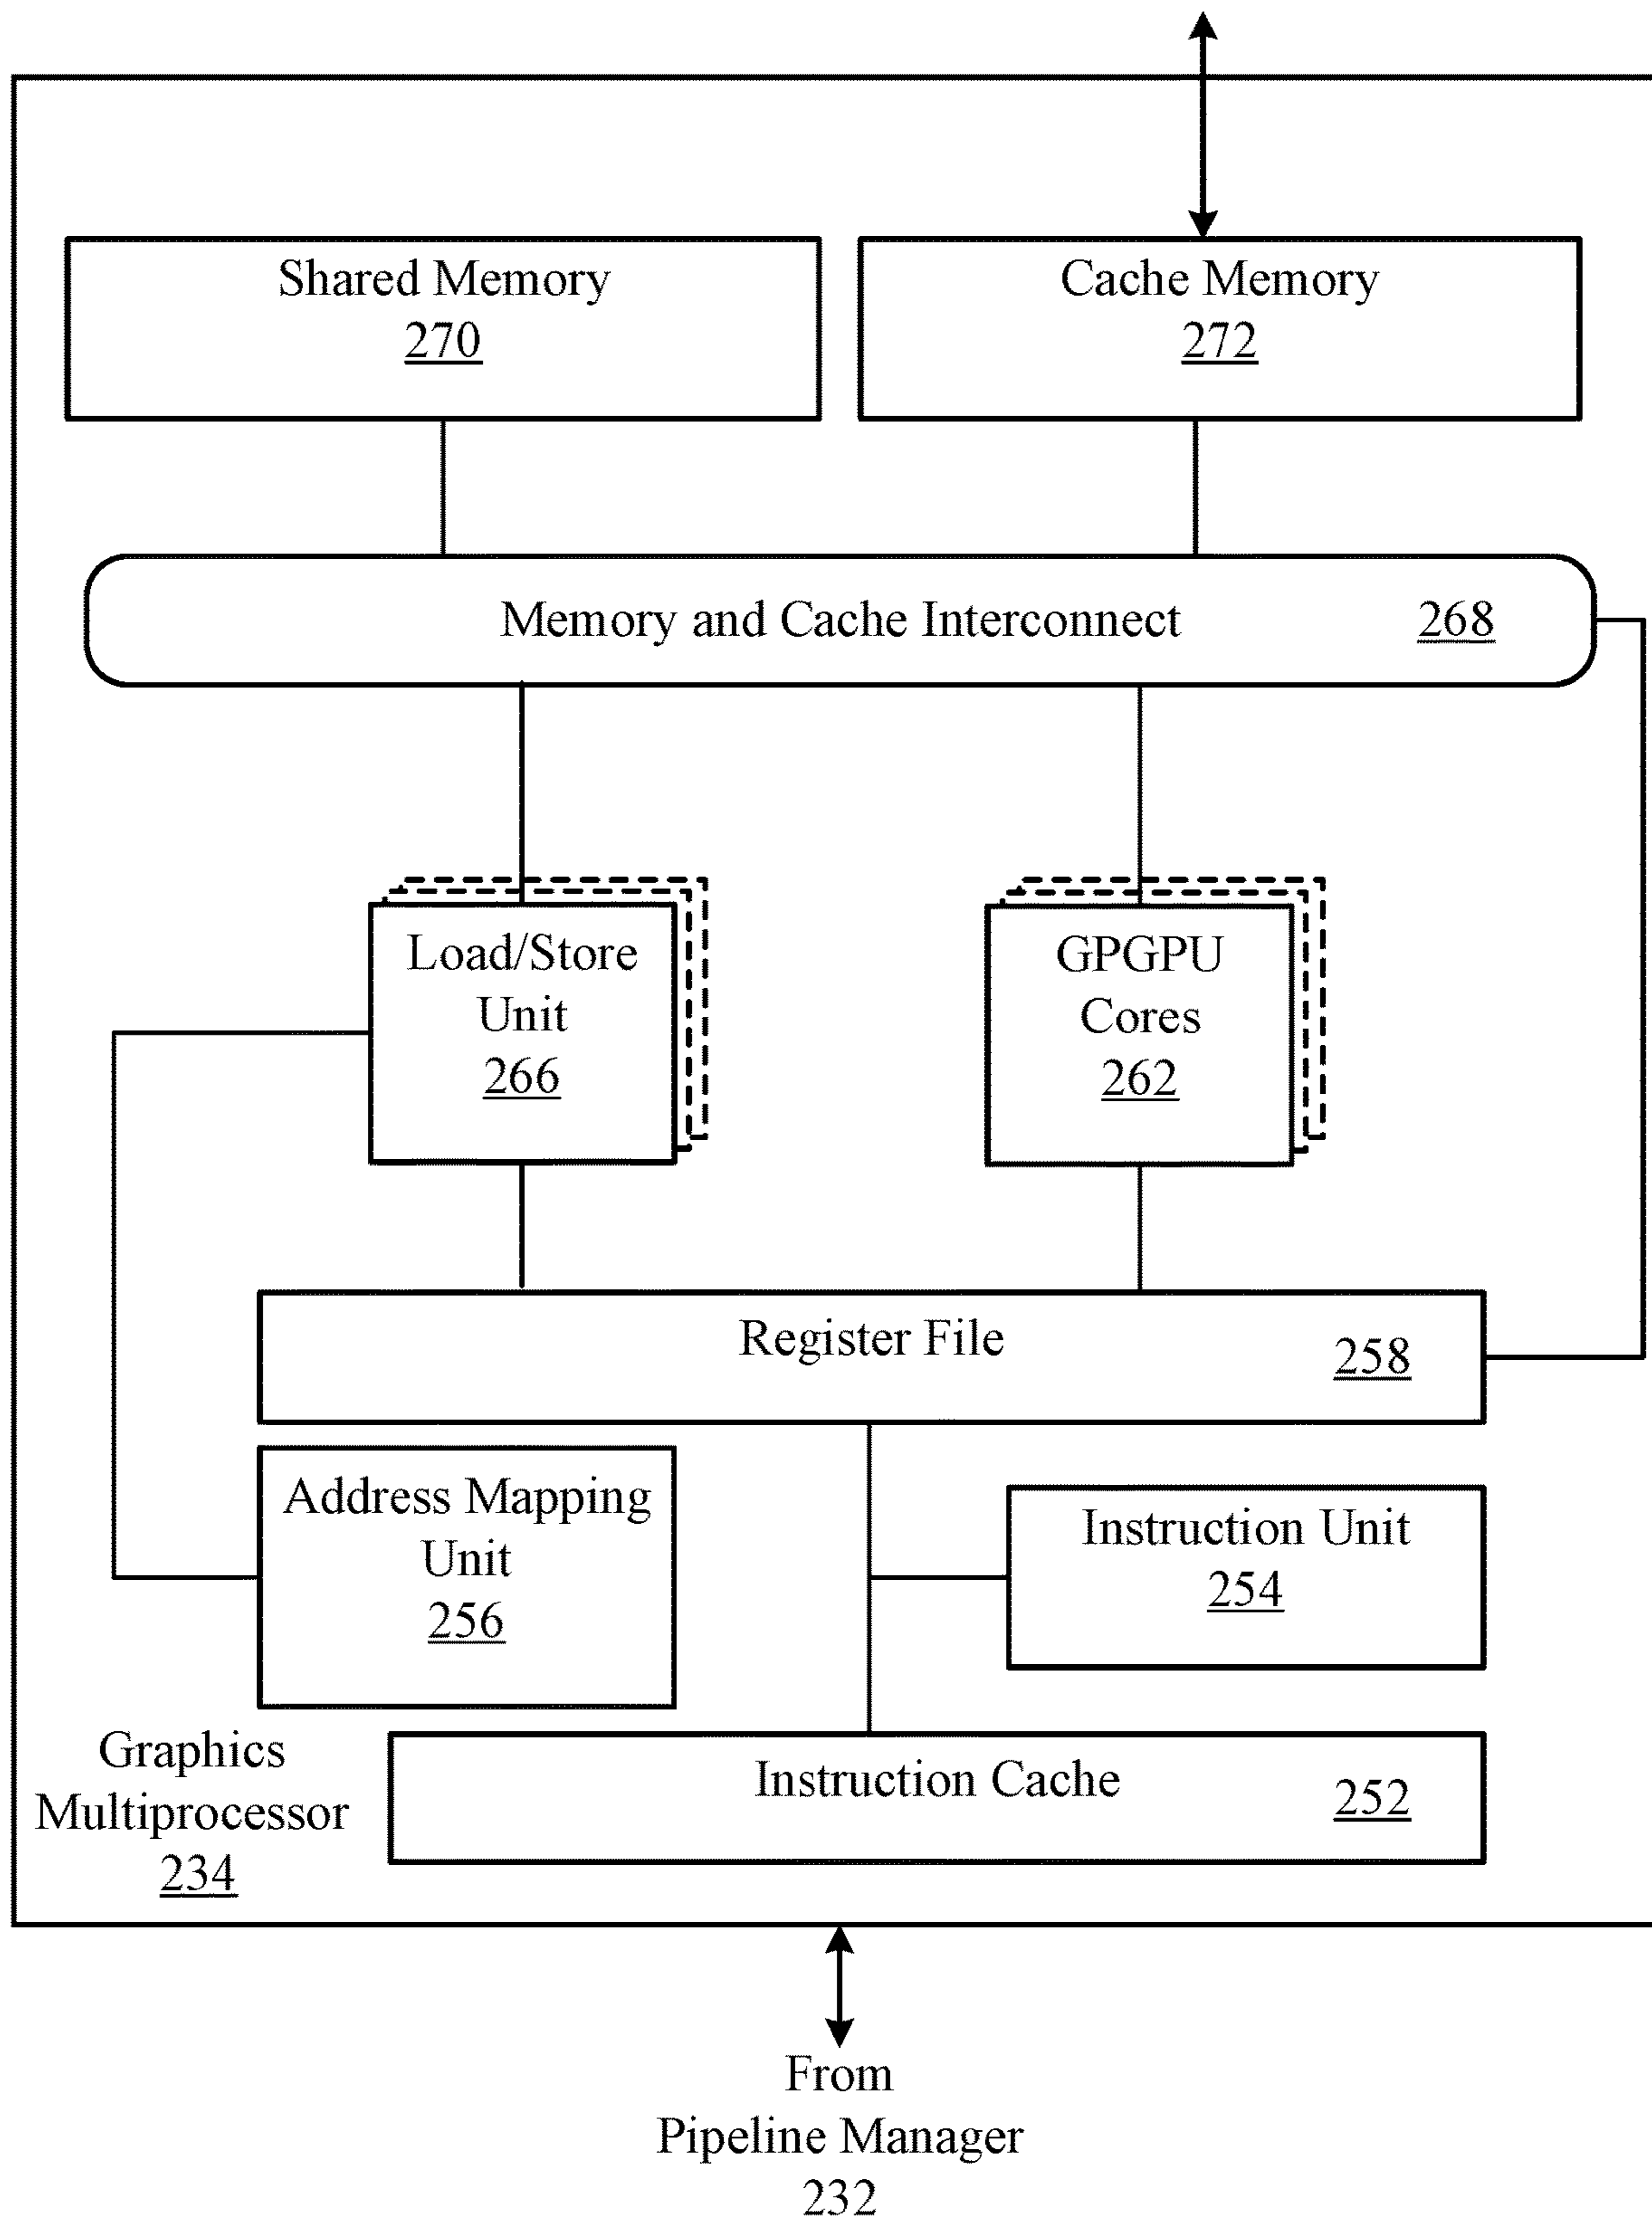 Shared Memory
270
Cache Memory
272
Memory and Cache Interconnect 268
Load/Store
Unit
266
GPGPU
Cores
262
Register File 258
Address Mapping
Unit
256
Instruction Unit
254
Graphics
Multiprocessor
234
Instruction Cache 252
From
Pipeline Manager
232